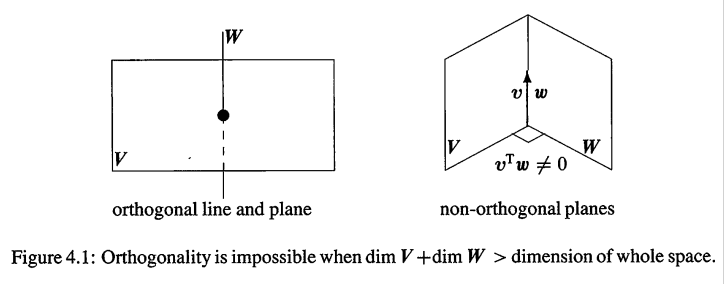 W
V
orthogonal line and plane
v w
V
W
vᵀw ≠ 0
non-orthogonal planes
Figure 4.1: Orthogonality is impossible when dim V + dim W > dimension of whole space.